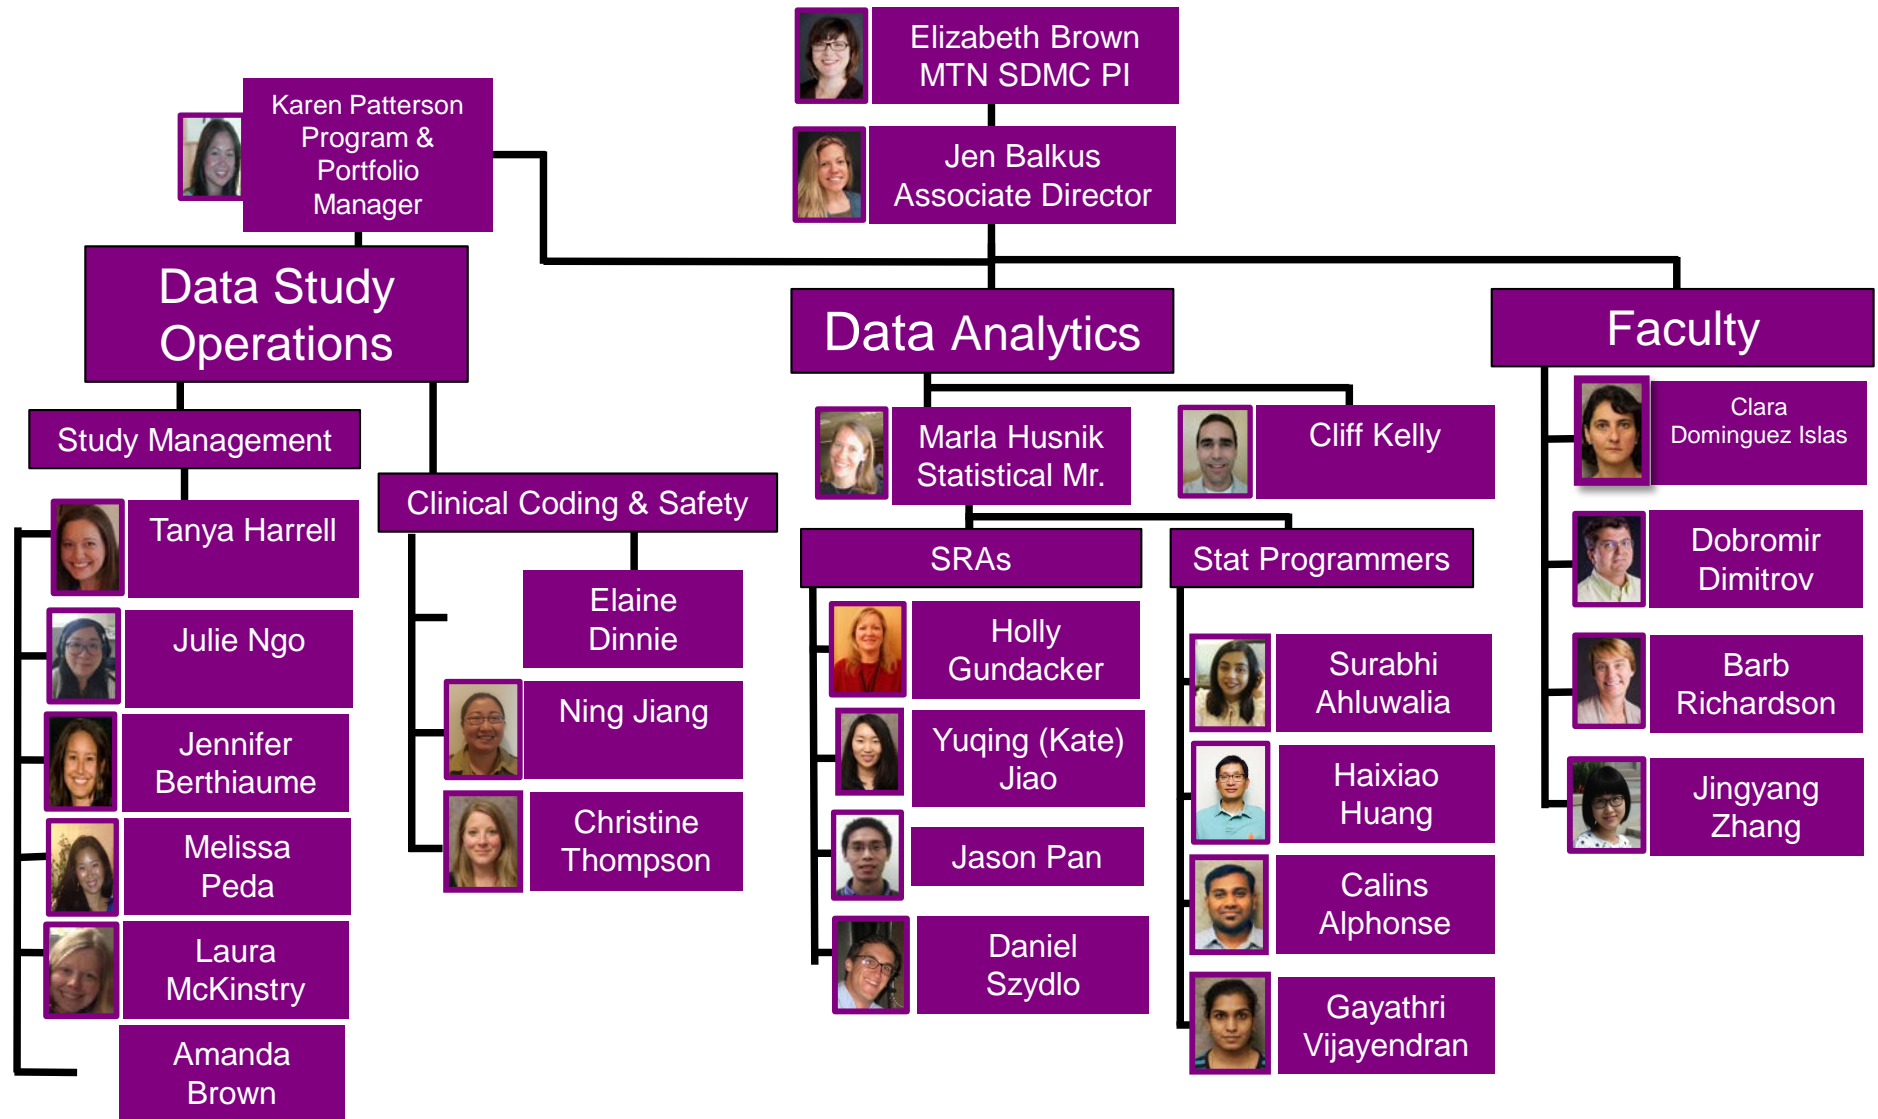 Elizabeth Brown
MTN SDMC PI
Karen Patterson
Program &
Portfolio
Manager
Jen Balkus
Associate Director
Data Study
Operations
Data Analytics
Faculty
Study Management
Tanya Harrell
Julie Ngo
Jennifer
Berthiaume
Melissa
Peda
Laura
McKinstry
Amanda
Brown
Clinical Coding & Safety
Elaine
Dinnie
Ning Jiang
Christine
Thompson
Marla Husnik
Statistical Mr.
Cliff Kelly
SRAs
Holly
Gundacker
Yuqing (Kate)
Jiao
Jason Pan
Daniel
Szydlo
Stat Programmers
Surabhi
Ahluwalia
Haixiao
Huang
Calins
Alphonse
Gayathri
Vijayendran
Clara
Dominguez Islas
Dobromir
Dimitrov
Barb
Richardson
Jingyang
Zhang